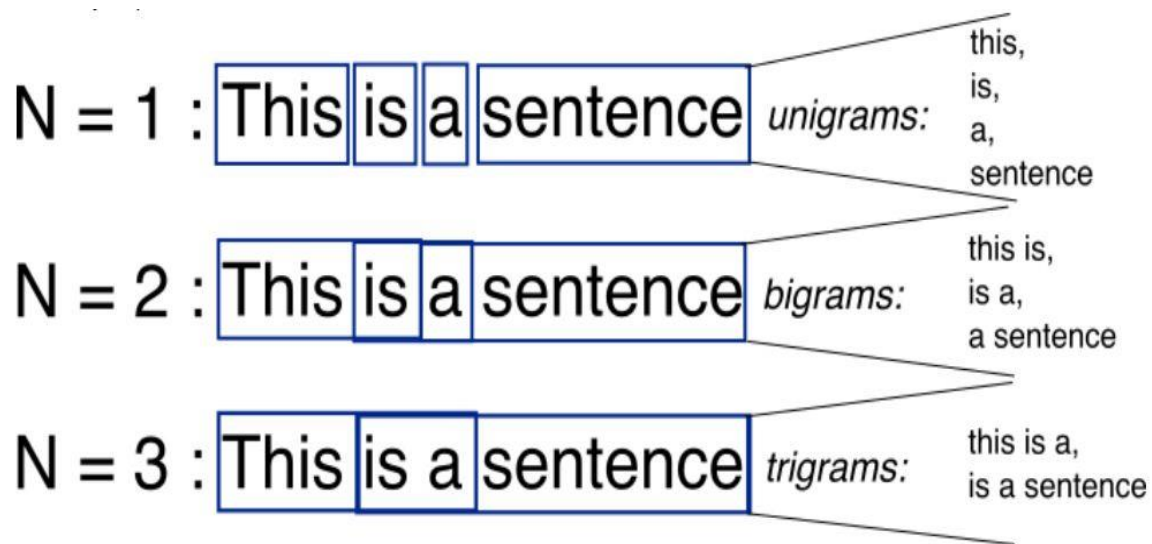 N = 1 : This is a sentence unigrams:
this,
is,
a,
sentence
N = 2 : This is a sentence bigrams:
this is,
is a,
a sentence
N = 3 : This is a sentence trigrams:
this is a,
is a sentence